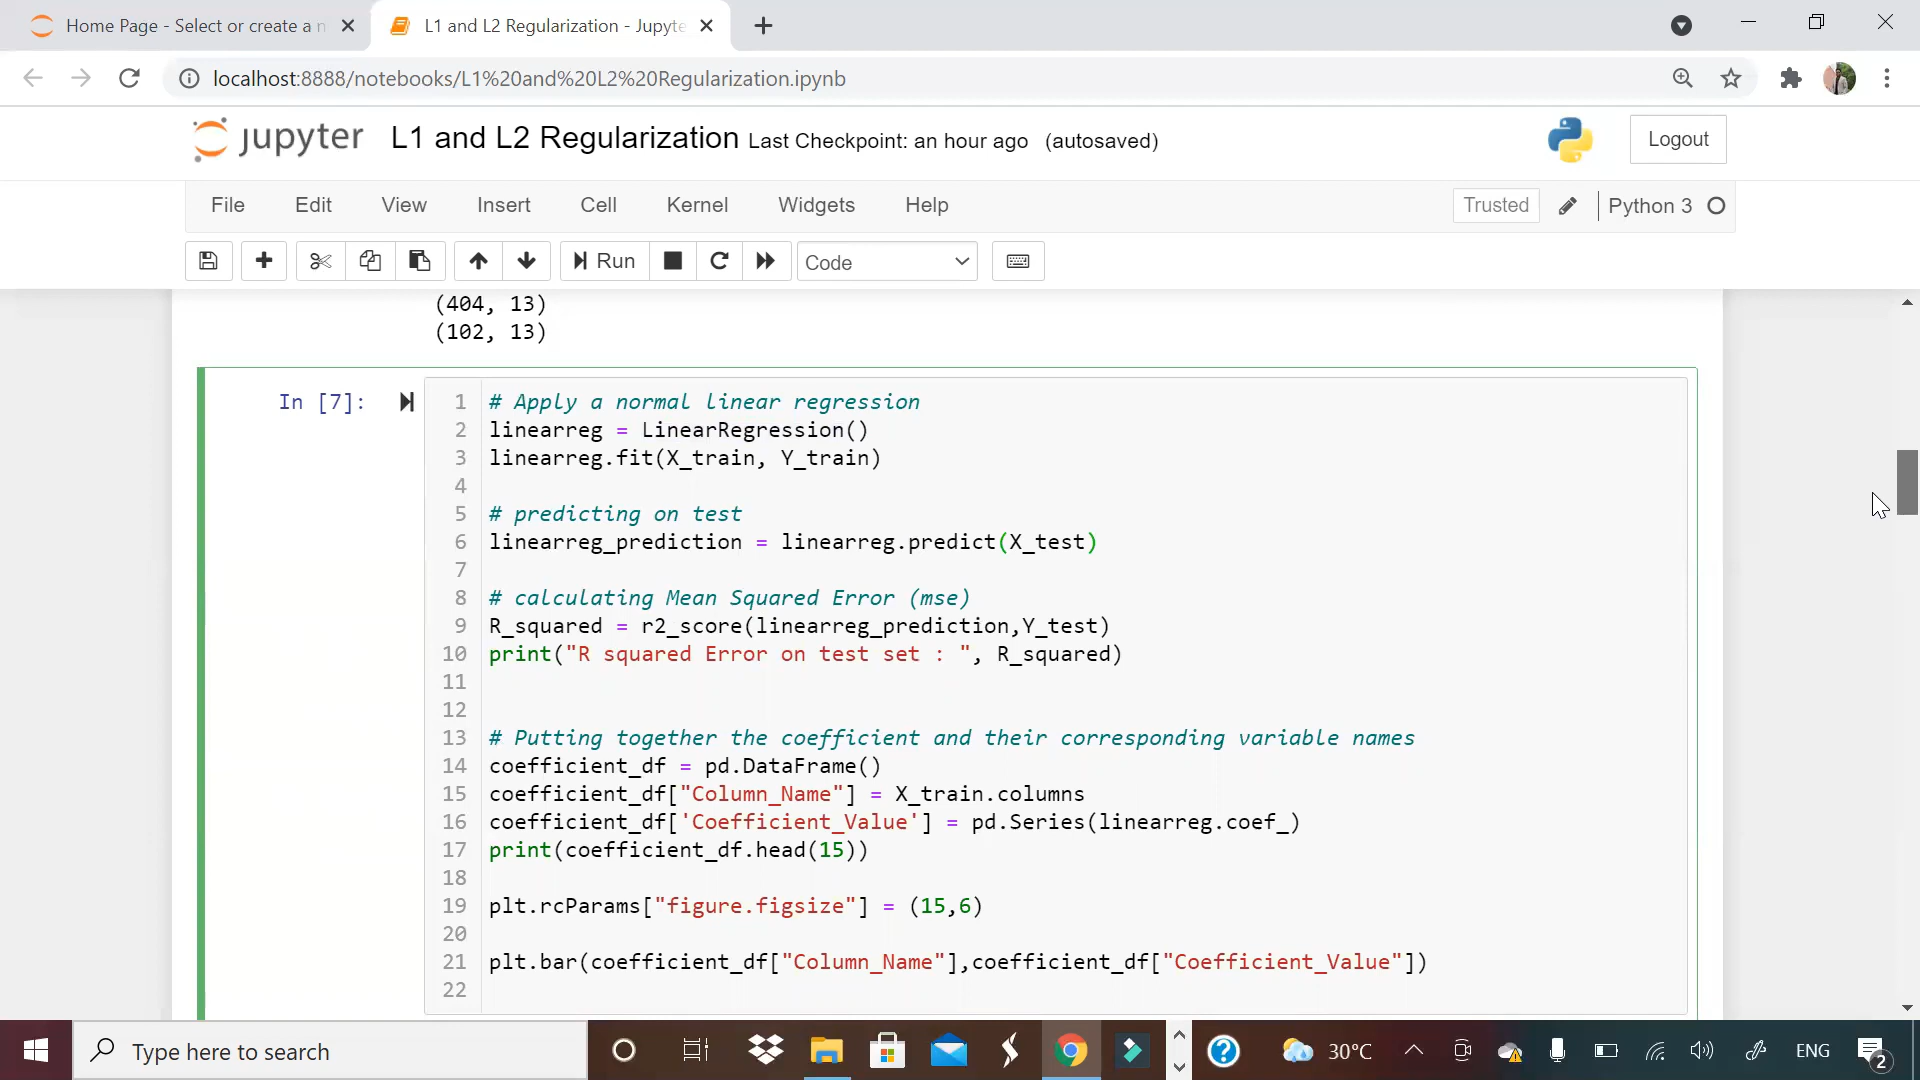 Home Page - Select or create a n
L1 and L2 Regularization - Jupyte
localhost:8888/notebooks/L1%20and%20L2%20Regularization.ipynb
jupyter L1 and L2 Regularization Last Checkpoint: an hour ago (autosaved)
Logout
File Edit View Insert Cell Kernel Widgets Help
Trusted Python 3
Run Code
(404, 13)
(102, 13)
In [7]:
1 # Apply a normal linear regression
2 linearreg = LinearRegression()
3 linearreg.fit(X_train, Y_train)
4
5 # predicting on test
6 linearreg_prediction = linearreg.predict(X_test)
7
8 # calculating Mean Squared Error (mse)
9 R_squared = r2_score(linearreg_prediction,Y_test)
10 print("R squared Error on test set : ", R_squared)
11
12
13 # Putting together the coefficient and their corresponding variable names
14 coefficient_df = pd.DataFrame()
15 coefficient_df["Column_Name"] = X_train.columns
16 coefficient_df['Coefficient_Value'] = pd.Series(linearreg.coef_)
17 print(coefficient_df.head(15))
18
19 plt.rcParams["figure.figsize"] = (15,6)
20
21 plt.bar(coefficient_df["Column_Name"],coefficient_df["Coefficient_Value"])
22
Type here to search
30°C
ENG
2